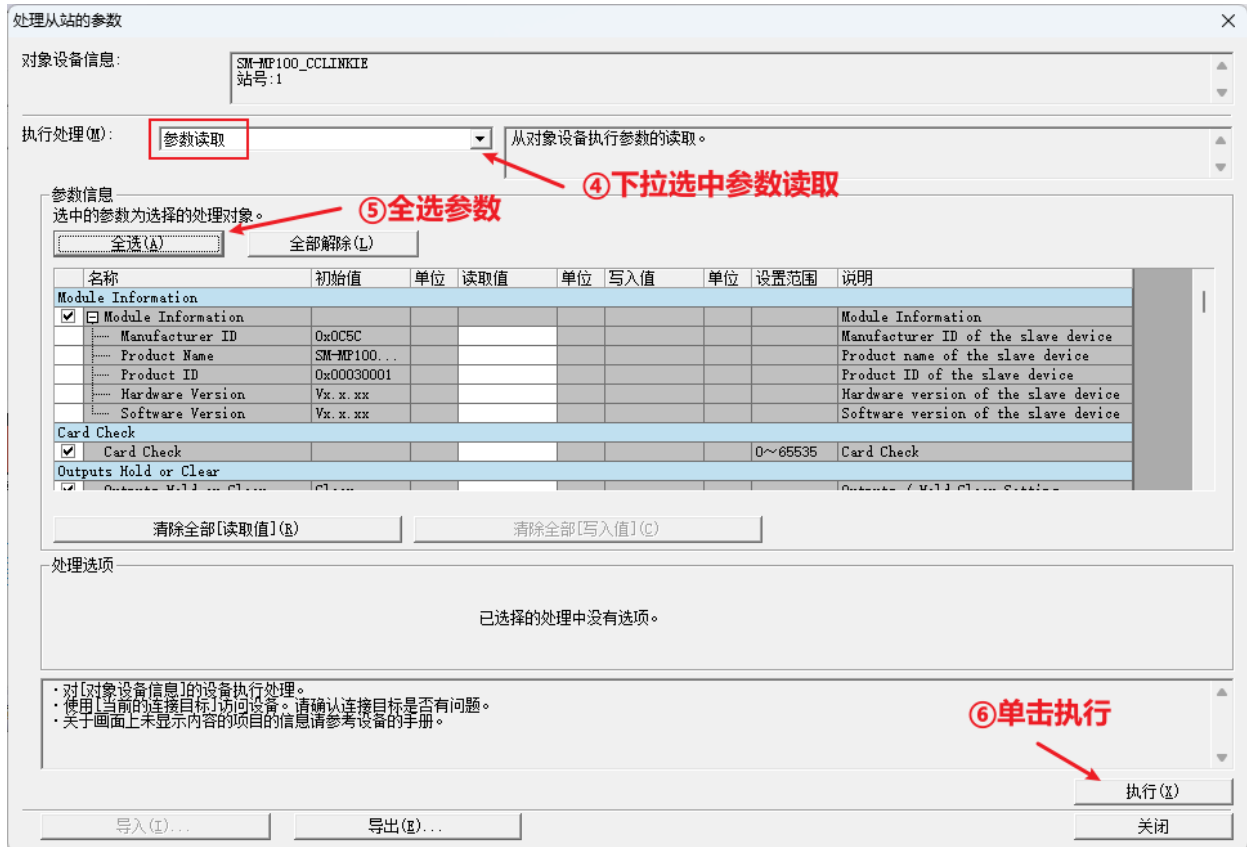 处理从站的参数
对象设备信息:
SM-MP100_CCLINKIE
站号:1
执行处理(M):
参数读取
从对象设备执行参数的读取。
④下拉选中参数读取
参数信息
选中的参数为选择的处理对象。
⑤全选参数
全选(A)
全部解除(L)
名称 初始值 单位 读取值 单位 写入值 单位 设置范围 说明
Module Information
Module Information Module Information
Manufacturer ID 0x0C5C Manufacturer ID of the slave device
Product Name SM-MP100... Product name of the slave device
Product ID 0x00030001 Product ID of the slave device
Hardware Version Vx.x.xx Hardware version of the slave device
Software Version Vx.x.xx Software version of the slave device
Card Check
Card Check 0~65535 Card Check
Outputs Hold or Clear
Outputs Hold or Clear Clear Outputs / Hold Clear Setting
清除全部[读取值](R)
清除全部[写入值](C)
处理选项
已选择的处理中没有选项。
·对[对象设备信息]的设备执行处理。
·使用[当前的连接目标]访问设备。请确认连接目标是否有问题。
·关于画面上未显示内容的项目的信息请参考设备的手册。
⑥单击执行
执行(X)
导入(I)...
导出(E)...
关闭